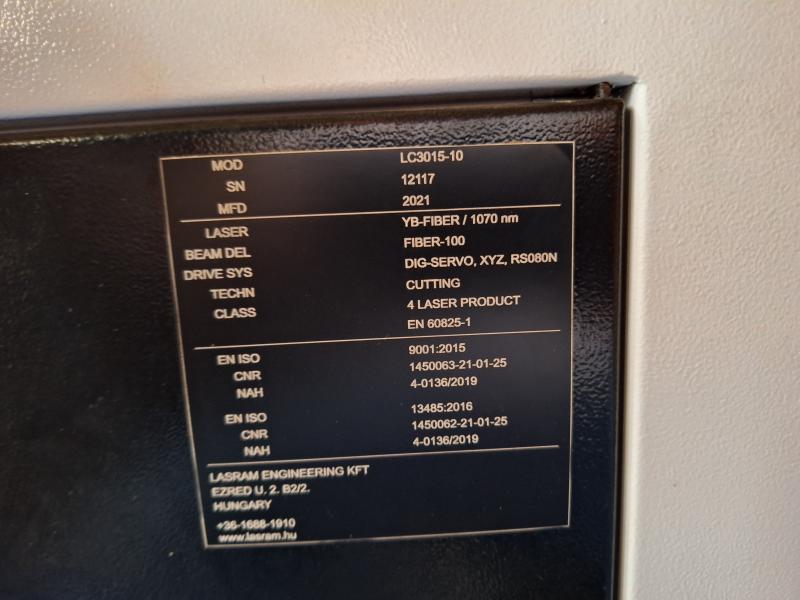 MOD LC3015-10
SN 12117
MFD 2021
LASER YB-FIBER / 1070 nm
BEAM DEL FIBER-100
DRIVE SYS DIG-SERVO, XYZ, RS080N
TECHN CUTTING
CLASS 4 LASER PRODUCT
EN 60825-1
EN ISO 9001:2015
CNR 1450063-21-01-25
NAH 4-0136/2019
EN ISO 13485:2016
CNR 1450062-21-01-25
NAH 4-0136/2019
LASRAM ENGINEERING KFT
EZRED U. 2. B2/2.
HUNGARY
+36-1688-1910
www.lasram.hu